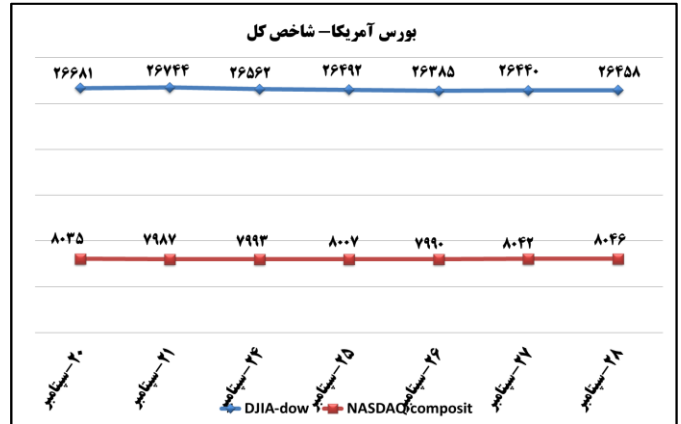 بورس آمریکا– شاخص کل
۲۶۶۸۱ ۲۶۷۴۴ ۲۶۵۶۲ ۲۶۴۹۲ ۲۶۳۸۵ ۲۶۴۴۰ ۲۶۴۵۸
۸۰۳۵ ۷۹۸۷ ۷۹۹۳ ۸۰۰۷ ۷۹۹۰ ۸۰۴۲ ۸۰۴۶
۲۰-سپتامبر ۲۱-سپتامبر ۲۴-سپتامبر ۲۵-سپتامبر ۲۶-سپتامبر ۲۷-سپتامبر ۲۸-سپتامبر
DJIA-dow NASDAQ composit